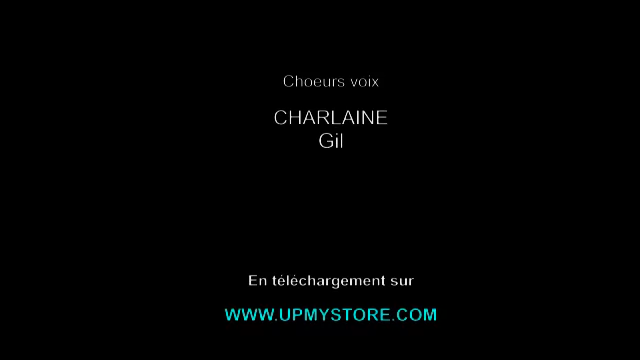 Choeurs voix
CHARLAINE
Gil
En téléchargement sur
WWW.UPMYSTORE.COM